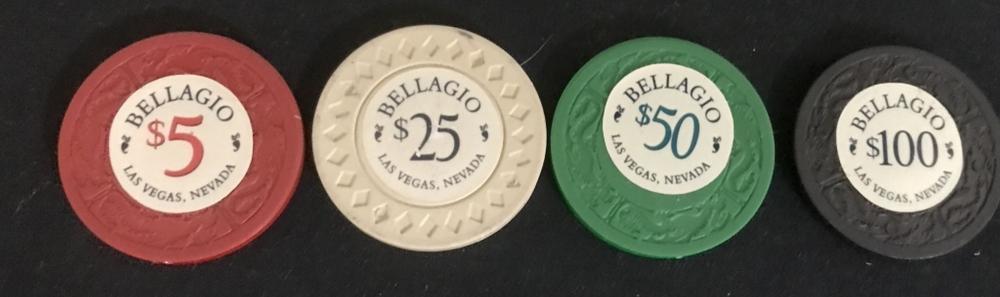 BELLAGIO
$5
LAS VEGAS, NEVADA
BELLAGIO
$25
LAS VEGAS, NEVADA
BELLAGIO
$50
LAS VEGAS, NEVADA
BELLAGIO
$100
LAS VEGAS, NEVADA